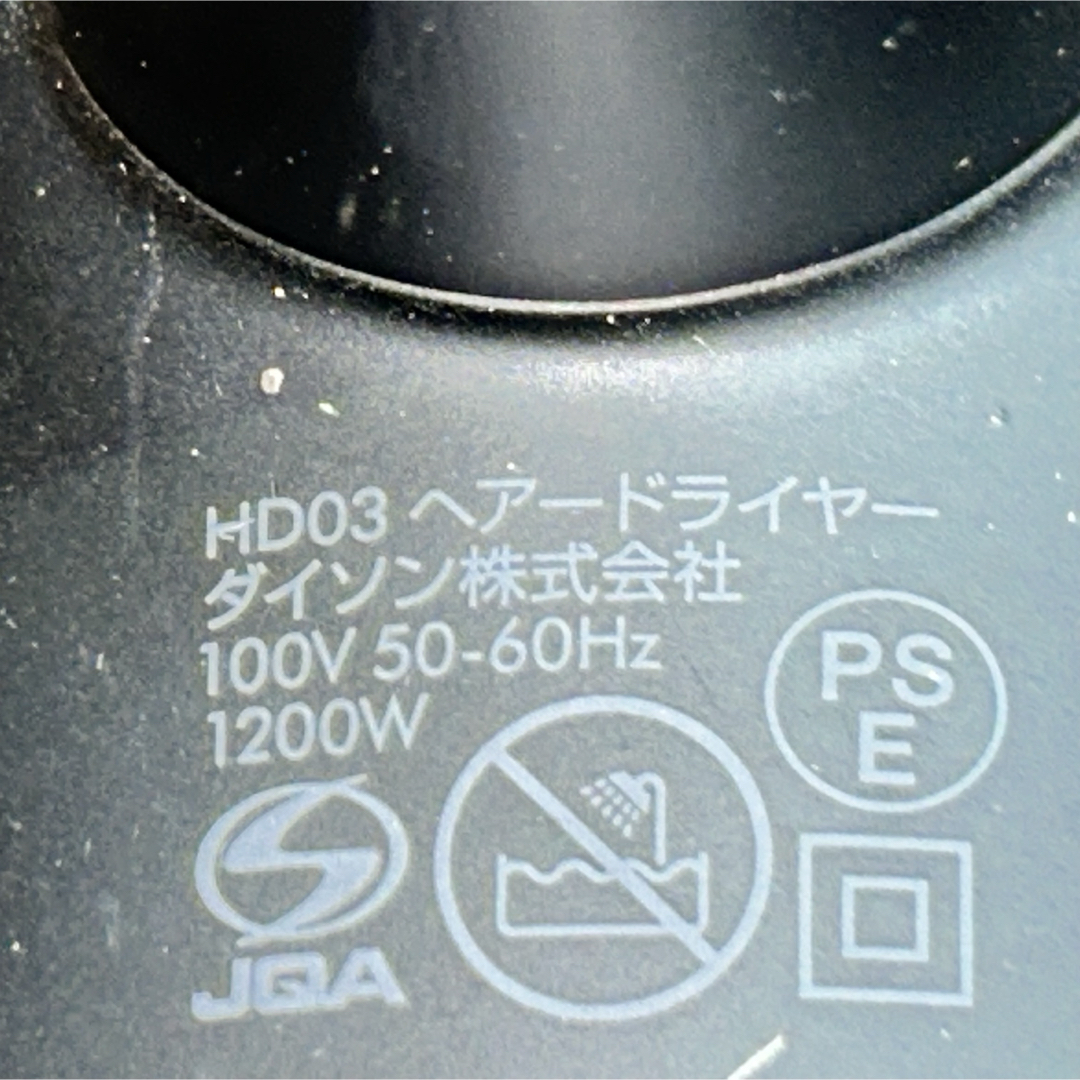 HD03 ヘアードライヤー
ダイソン株式会社
100V 50-60Hz
1200W
PS
E
JQA